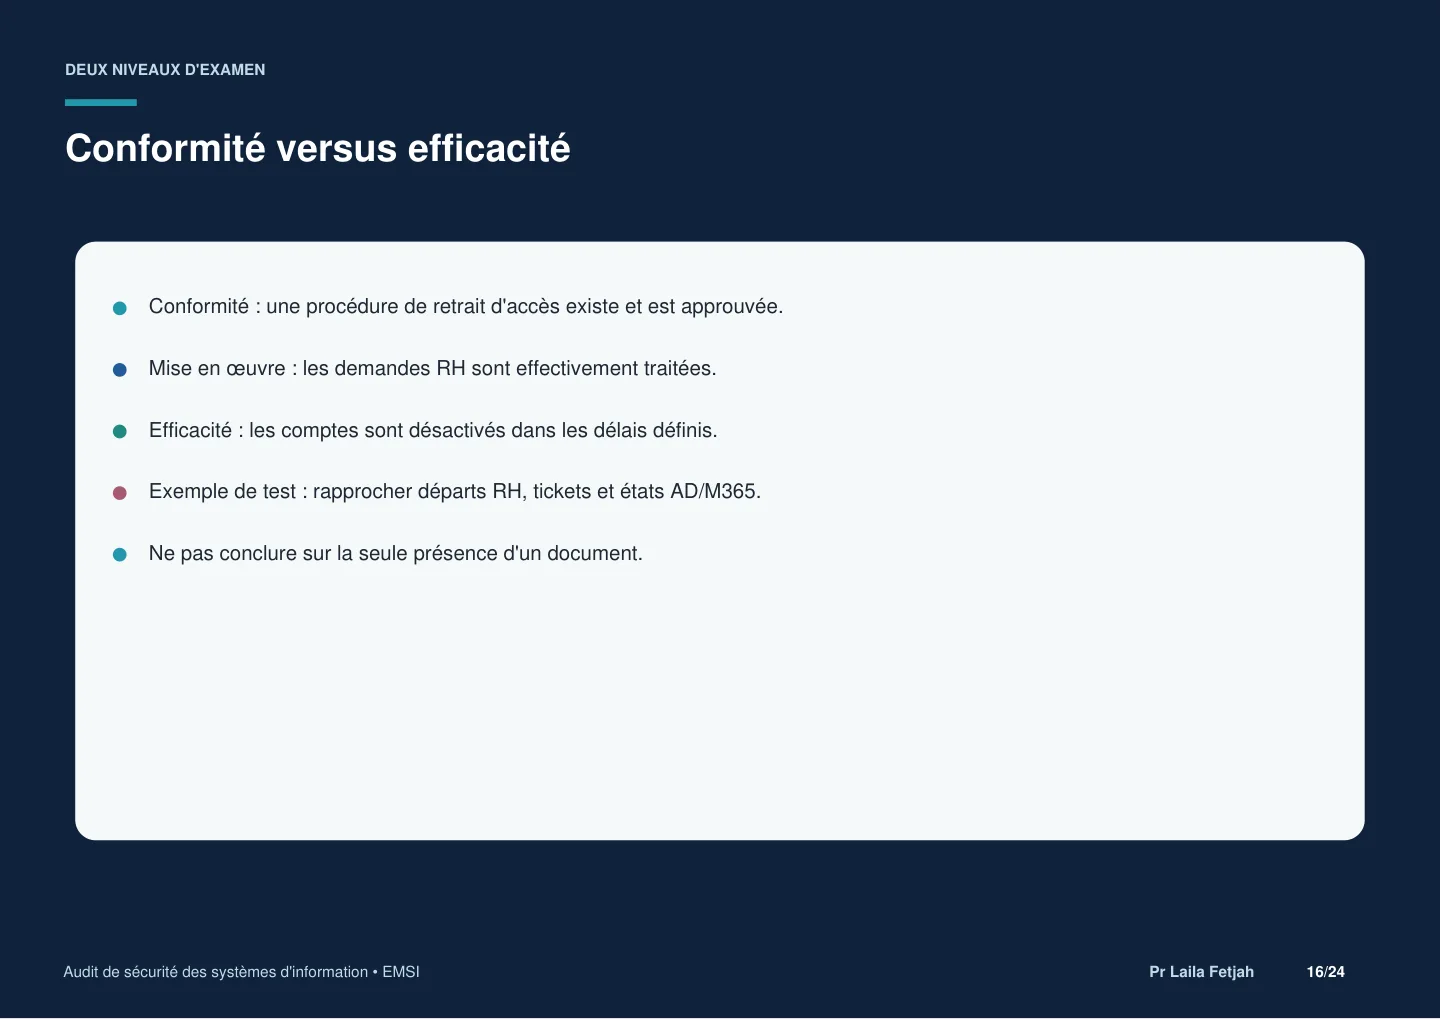 DEUX NIVEAUX D'EXAMEN
Conformité versus efficacité
Conformité : une procédure de retrait d'accès existe et est approuvée.
Mise en œuvre : les demandes RH sont effectivement traitées.
Efficacité : les comptes sont désactivés dans les délais définis.
Exemple de test : rapprocher départs RH, tickets et états AD/M365.
Ne pas conclure sur la seule présence d'un document.
Audit de sécurité des systèmes d'information • EMSI
Pr Laila Fetjah
16/24